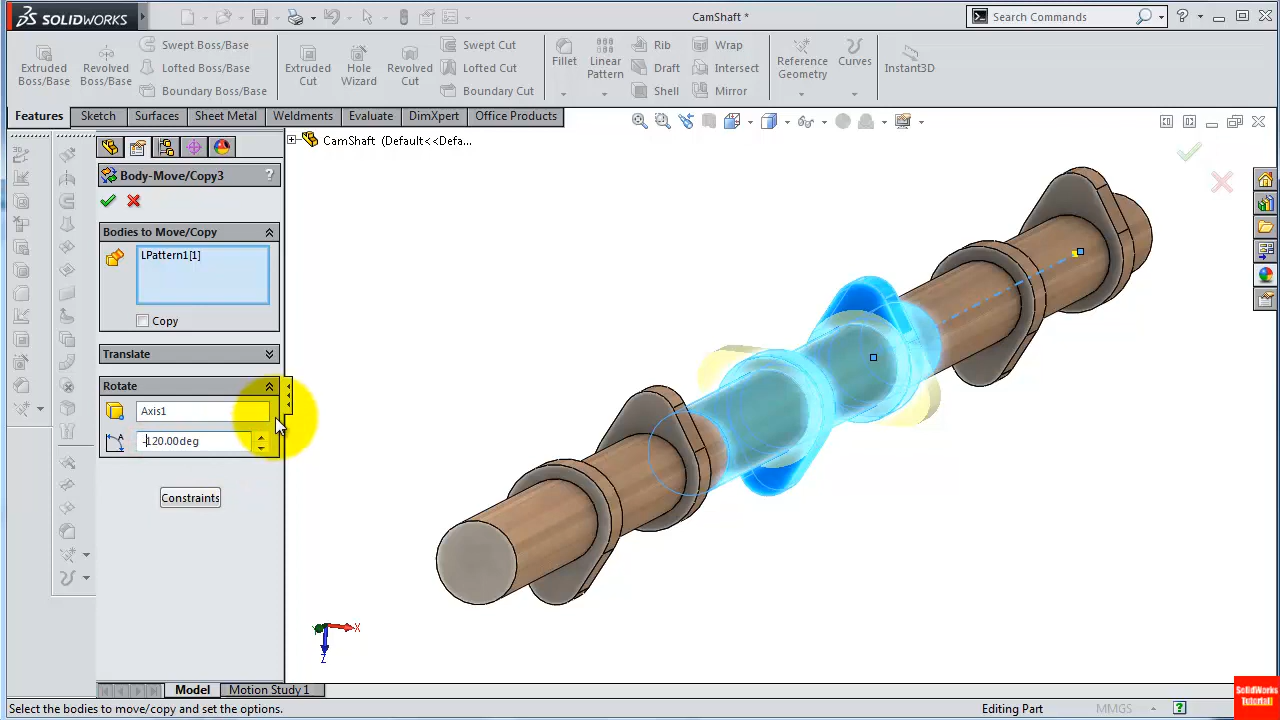 SOLIDWORKS
CamShaft *
Search Commands
Extruded Boss/Base
Revolved Boss/Base
Swept Boss/Base
Lofted Boss/Base
Boundary Boss/Base
Extruded Cut
Hole Wizard
Revolved Cut
Swept Cut
Lofted Cut
Boundary Cut
Fillet
Linear Pattern
Rib
Draft
Shell
Wrap
Intersect
Mirror
Reference Geometry
Curves
Instant3D
Features
Sketch
Surfaces
Sheet Metal
Weldments
Evaluate
DimXpert
Office Products
CamShaft (Default<<Defa...
Body-Move/Copy3
?
Bodies to Move/Copy
LPattern1[1]
Copy
Translate
Rotate
Axis1
-120.00deg
Constraints
X
Z
Model
Motion Study 1
Select the bodies to move/copy and set the options.
Editing Part
MMGS
SolidWorks
Tutorial